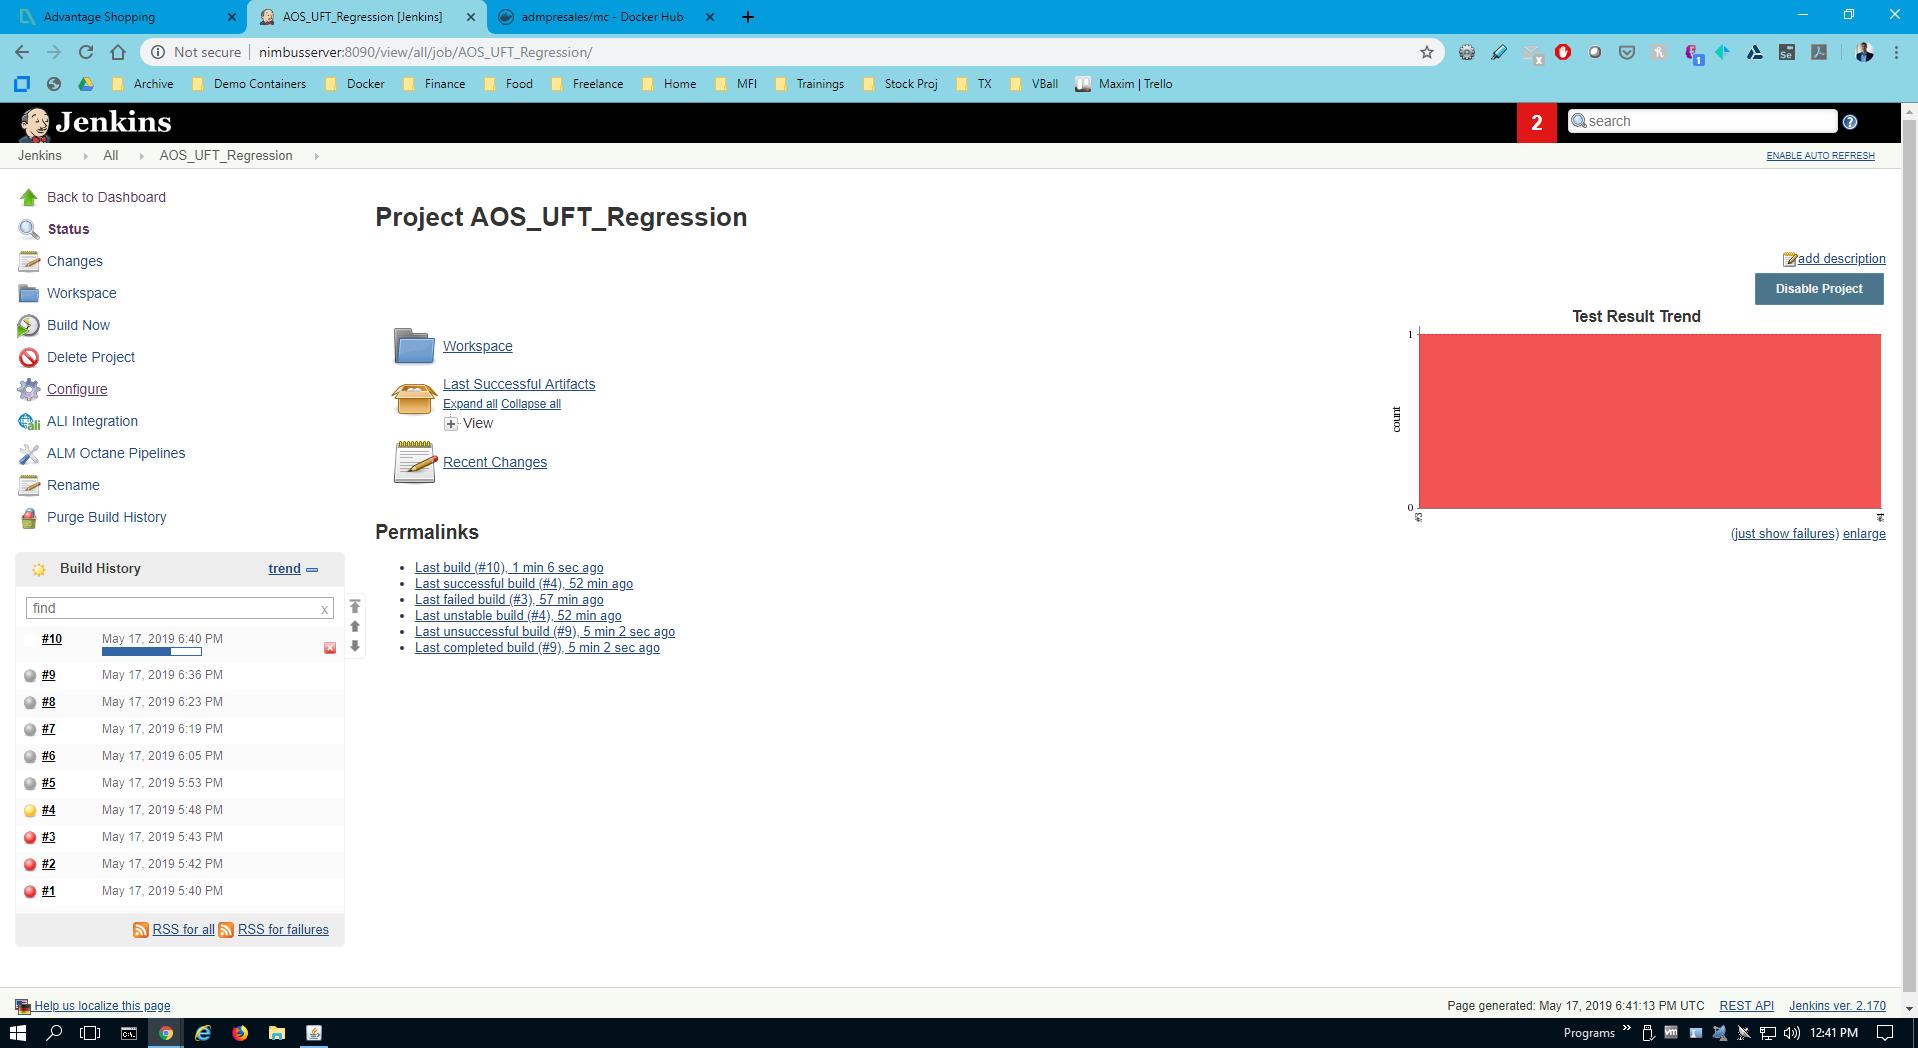 Advantage Shopping
AOS_UFT_Regression [Jenkins]
admpresales/mc - Docker Hub
Not secure | nimbusserver:8090/view/all/job/AOS_UFT_Regression/
Archive Demo Containers Docker Finance Food Freelance Home MFI Trainings Stock Proj TX VBall Maxim | Trello
Jenkins
2
search
Jenkins All AOS_UFT_Regression
ENABLE AUTO REFRESH
Back to Dashboard
Status
Changes
Workspace
Build Now
Delete Project
Configure
ALI Integration
ALM Octane Pipelines
Rename
Purge Build History
Build History trend
find x
#10 May 17, 2019 6:40 PM
#9 May 17, 2019 6:36 PM
#8 May 17, 2019 6:23 PM
#7 May 17, 2019 6:19 PM
#6 May 17, 2019 6:05 PM
#5 May 17, 2019 5:53 PM
#4 May 17, 2019 5:48 PM
#3 May 17, 2019 5:43 PM
#2 May 17, 2019 5:42 PM
#1 May 17, 2019 5:40 PM
RSS for all RSS for failures
Project AOS_UFT_Regression
add description
Disable Project
Workspace
Last Successful Artifacts
Expand all Collapse all
View
Recent Changes
Permalinks
Last build (#10), 1 min 6 sec ago
Last successful build (#4), 52 min ago
Last failed build (#3), 57 min ago
Last unstable build (#4), 52 min ago
Last unsuccessful build (#9), 5 min 2 sec ago
Last completed build (#9), 5 min 2 sec ago
Test Result Trend
1
count
0
#3
#4
(just show failures) enlarge
Help us localize this page
Page generated: May 17, 2019 6:41:13 PM UTC REST API Jenkins ver. 2.170
Programs
12:41 PM